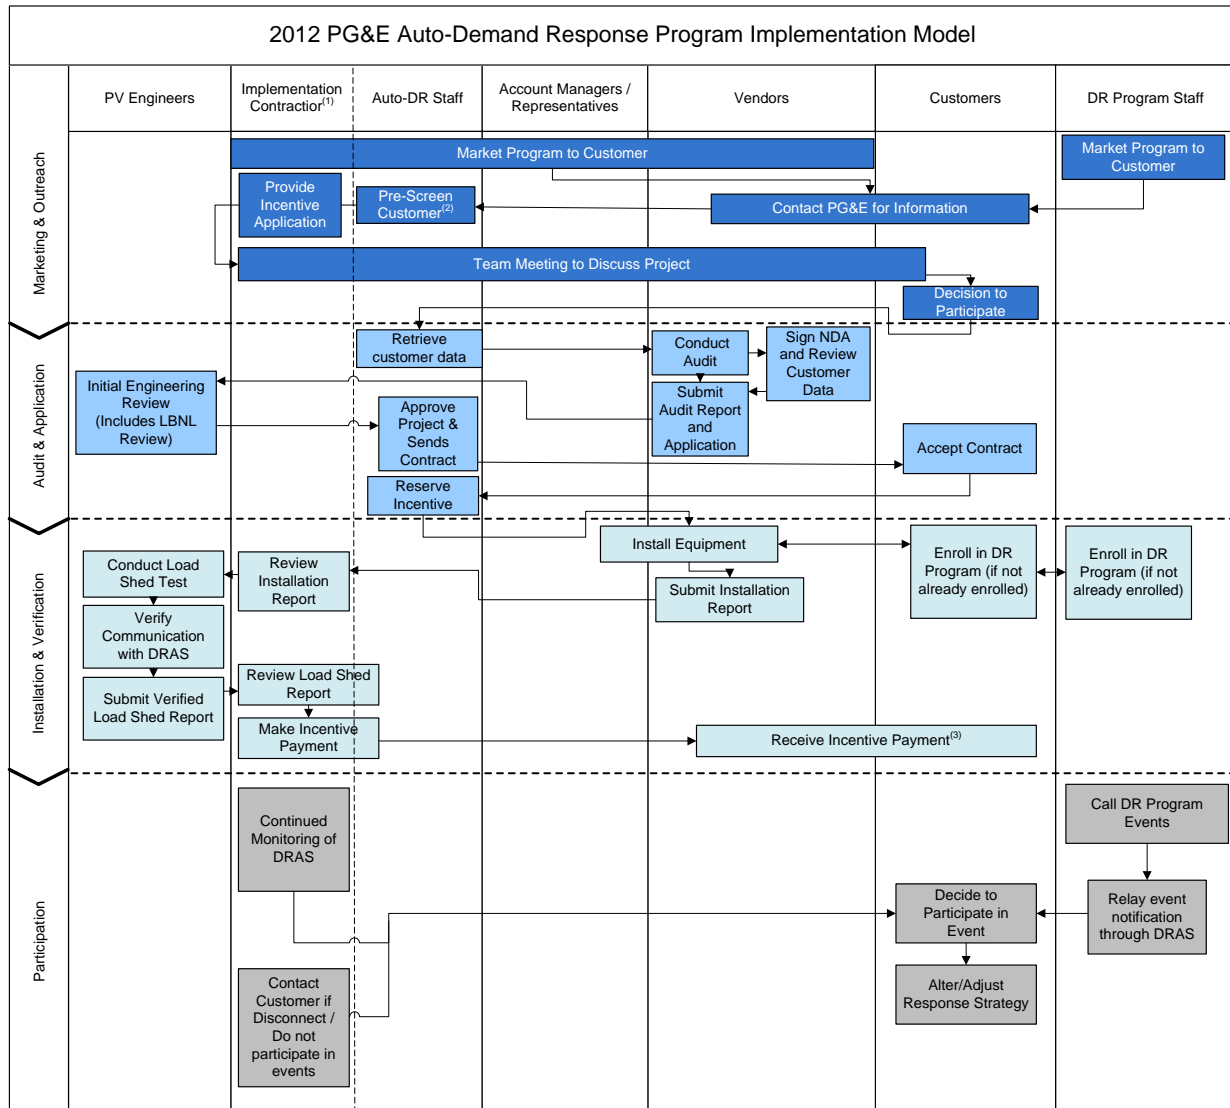 2012 PG&E Auto-Demand Response Program Implementation Model
PV Engineers
Implementation
Contractior(1)
Auto-DR Staff
Account Managers /
Representatives
Vendors
Customers
DR Program Staff
Marketing & Outreach
Market Program to Customer
Market Program to
Customer
Provide
Incentive
Application
Pre-Screen
Customer(2)
Contact PG&E for Information
Team Meeting to Discuss Project
Decision to
Participate
Audit & Application
Retrieve
customer data
Conduct
Audit
Sign NDA
and Review
Customer
Data
Initial Engineering
Review
(Includes LBNL
Review)
Approve
Project &
Sends
Contract
Submit
Audit Report
and
Application
Accept Contract
Reserve
Incentive
Installation & Verification
Install Equipment
Enroll in DR
Program (if not
already enrolled)
Enroll in DR
Program (if not
already enrolled)
Conduct Load
Shed Test
Review
Installation
Report
Submit Installation
Report
Verify
Communication
with DRAS
Submit Verified
Load Shed Report
Review Load Shed
Report
Make Incentive
Payment
Receive Incentive Payment(3)
Participation
Continued
Monitoring of
DRAS
Call DR Program
Events
Decide to
Participate in
Event
Relay event
notification
through DRAS
Contact
Customer if
Disconnect /
Do not
participate in
events
Alter/Adjust
Response Strategy